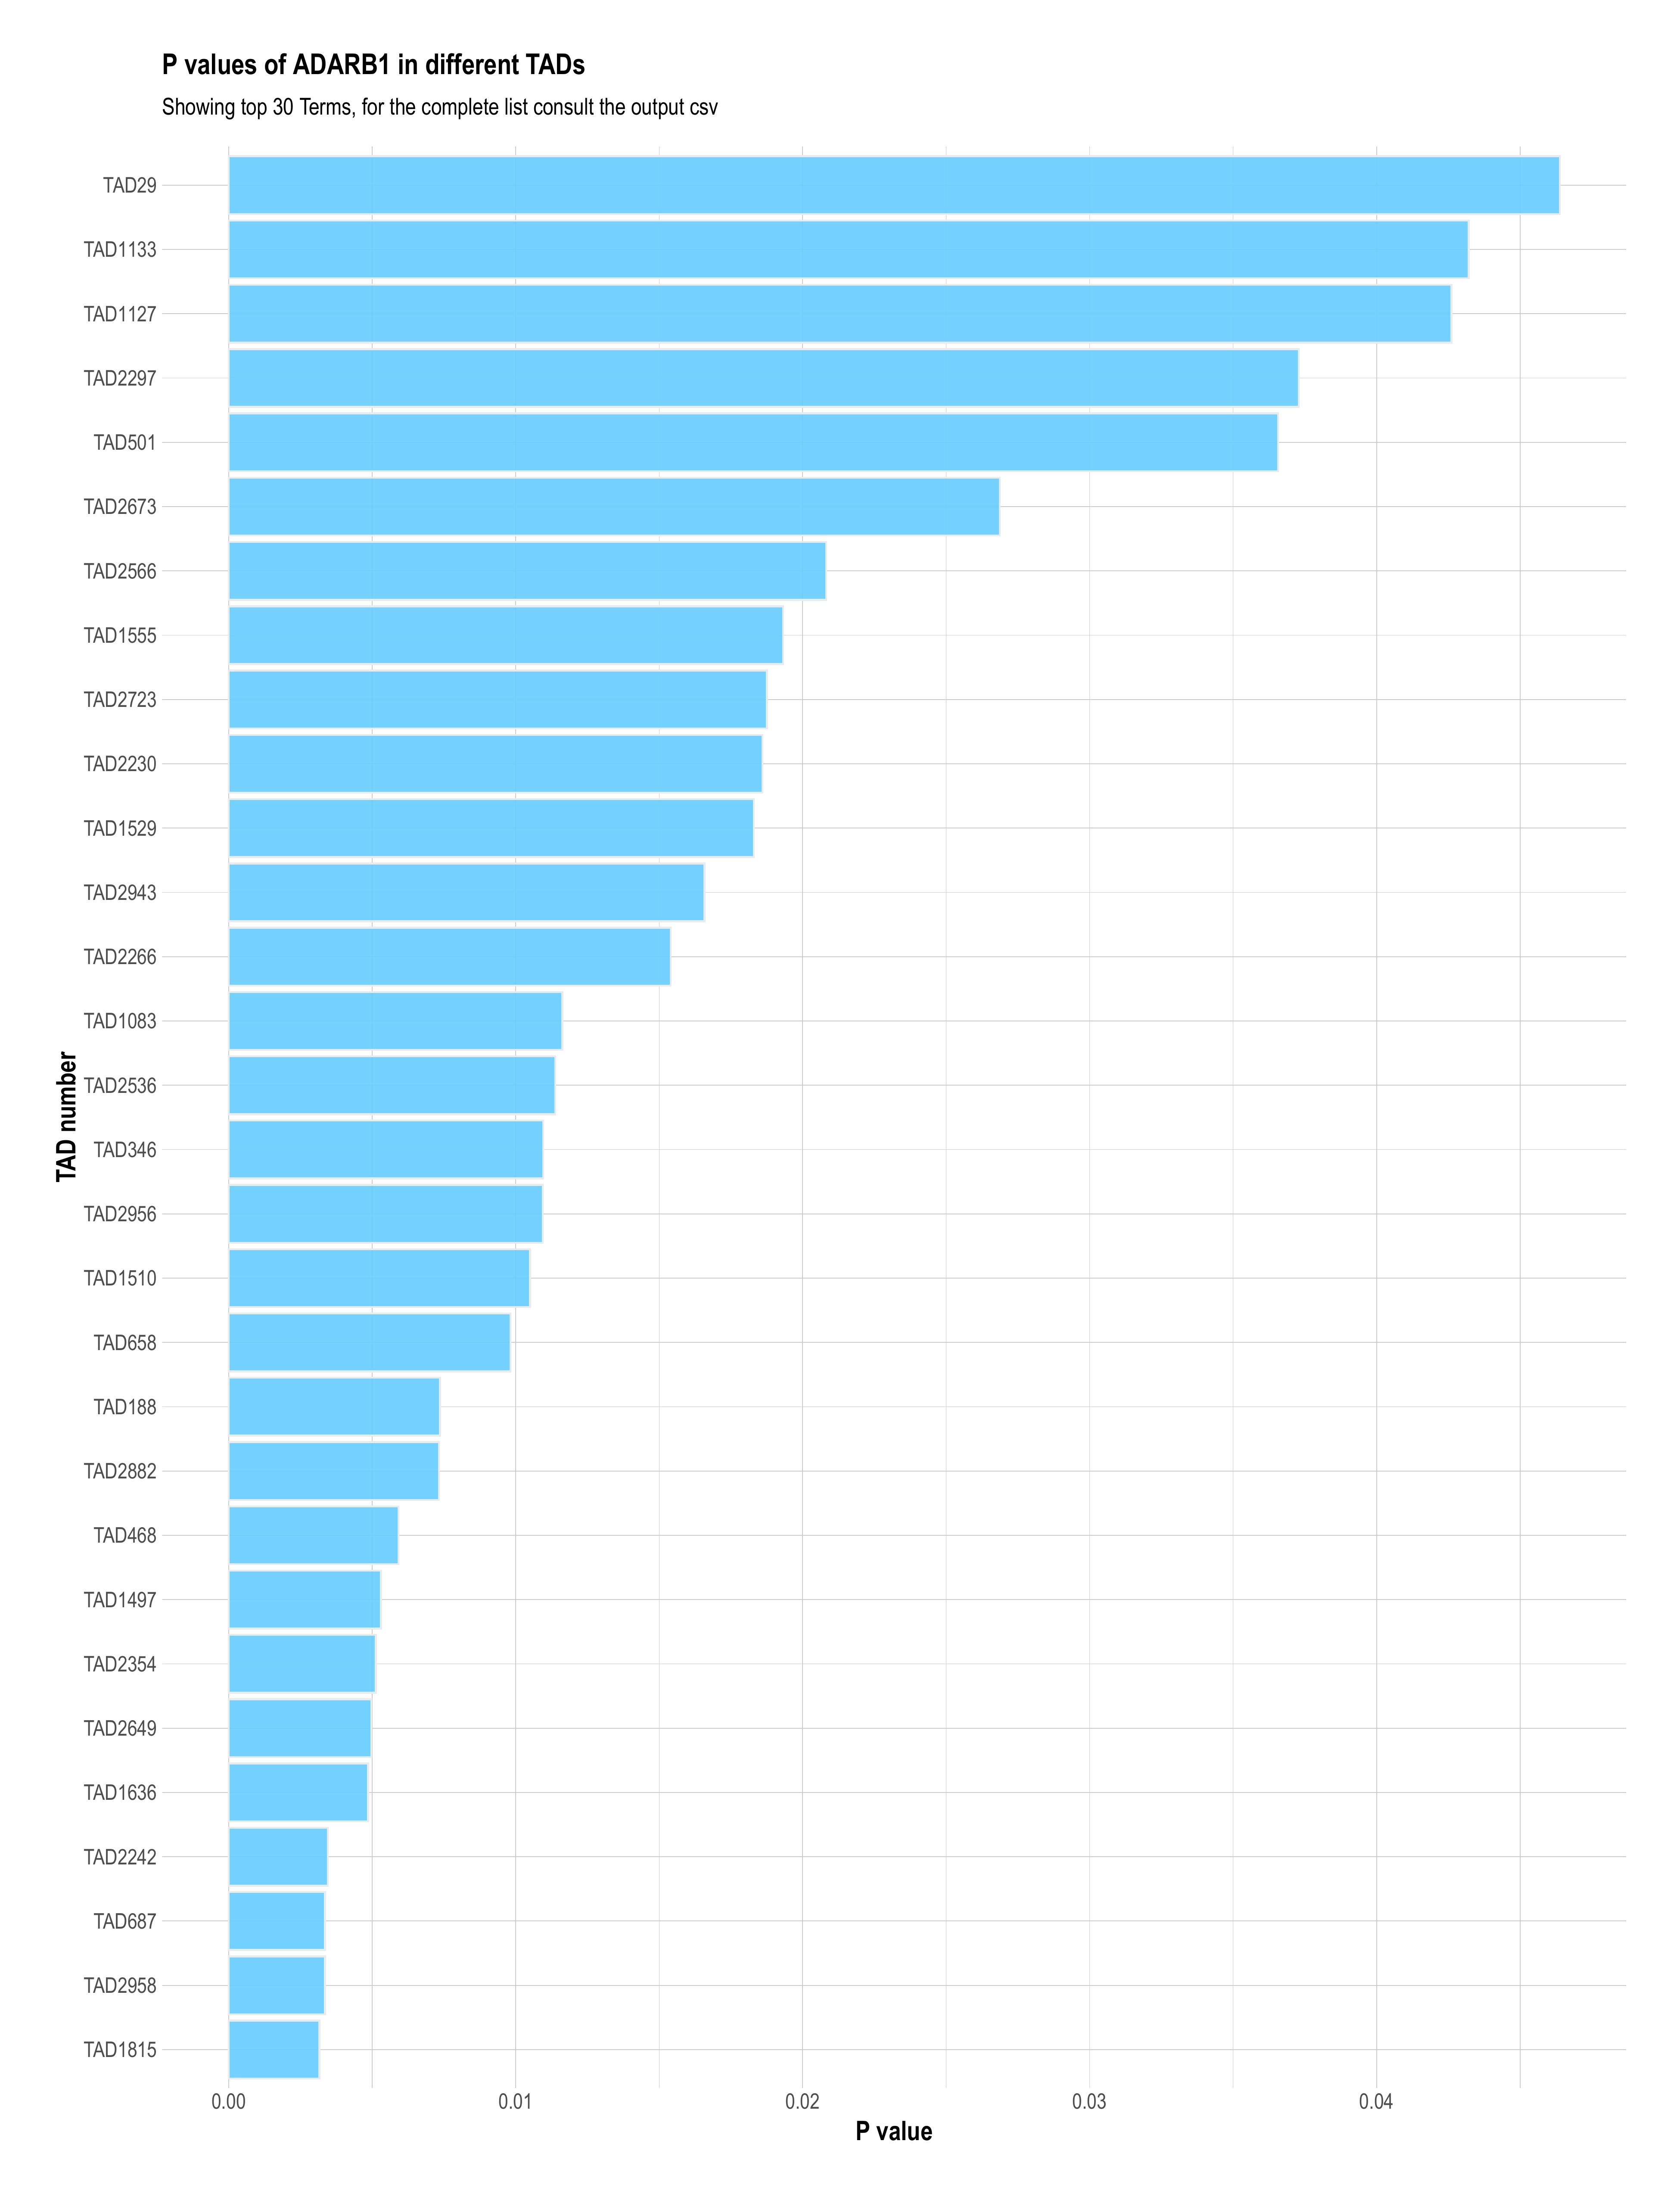 P values of ADARB1 in different TADs
Showing top 30 Terms, for the complete list consult the output csv
TAD29
TAD1133
TAD1127
TAD2297
TAD501
TAD2673
TAD2566
TAD1555
TAD2723
TAD2230
TAD1529
TAD2943
TAD2266
TAD1083
TAD2536
TAD346
TAD2956
TAD1510
TAD658
TAD188
TAD2882
TAD468
TAD1497
TAD2354
TAD2649
TAD1636
TAD2242
TAD687
TAD2958
TAD1815
TAD number
0.00 0.01 0.02 0.03 0.04
P value